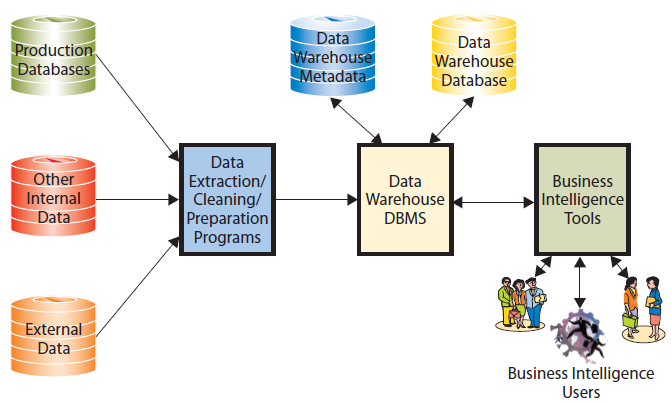 Production
Databases
Data
Warehouse
Metadata
Data
Warehouse
Database
Other
Internal
Data
Data
Extraction/
Cleaning/
Preparation
Programs
Data
Warehouse
DBMS
Business
Intelligence
Tools
External
Data
Business Intelligence
Users